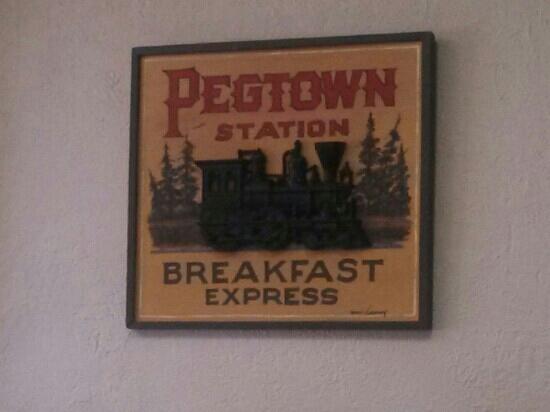 PEGTOWN
STATION
BREAKFAST
EXPRESS